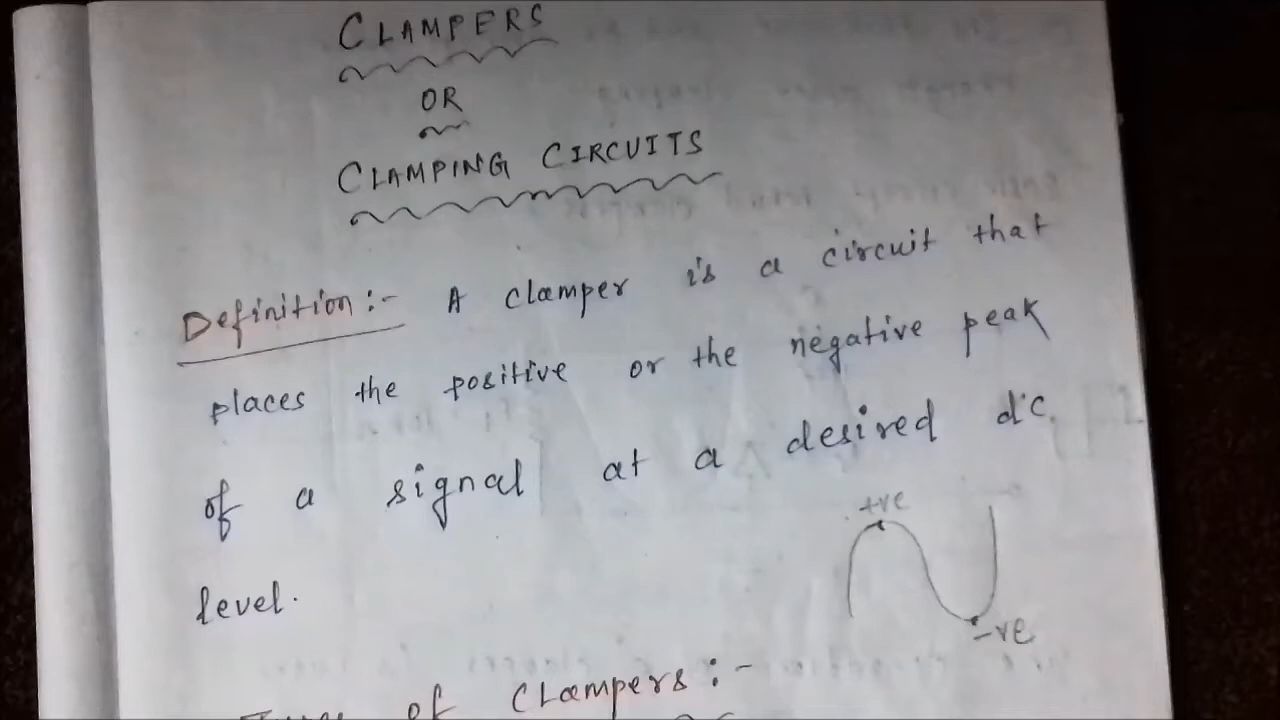 CLAMPERS
OR
CLAMPING CIRCUITS
Definition :- A clamper is a circuit that
places the positive or the negative peak
of a signal at a desired d.c.
level.
+ve
-ve
of Clampers :-